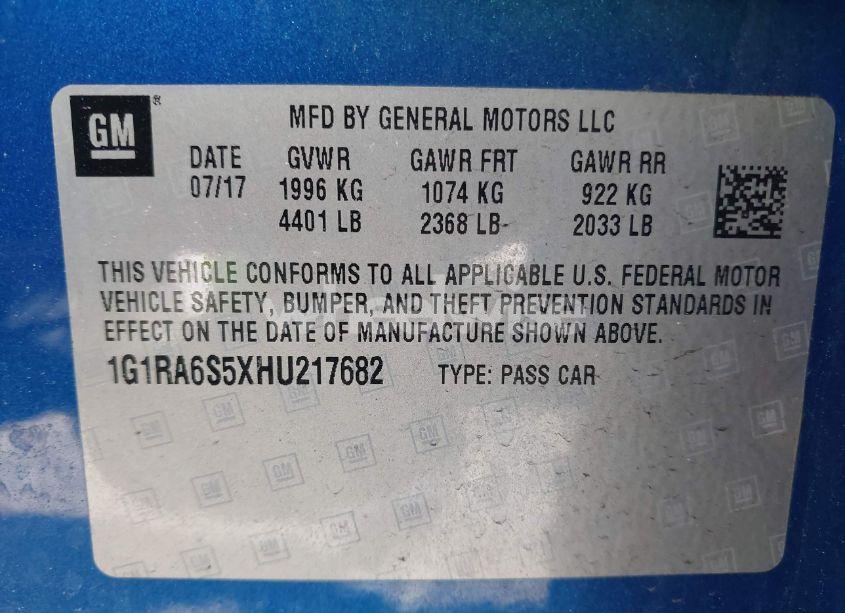 GM ®
MFD BY GENERAL MOTORS LLC
DATE GVWR GAWR FRT GAWR RR
07/17 1996 KG 1074 KG 922 KG
4401 LB 2368 LB 2033 LB
THIS VEHICLE CONFORMS TO ALL APPLICABLE U.S. FEDERAL MOTOR
VEHICLE SAFETY, BUMPER, AND THEFT PREVENTION STANDARDS IN
EFFECT ON THE DATE OF MANUFACTURE SHOWN ABOVE.
1G1RA6S5XHU217682 TYPE: PASS CAR